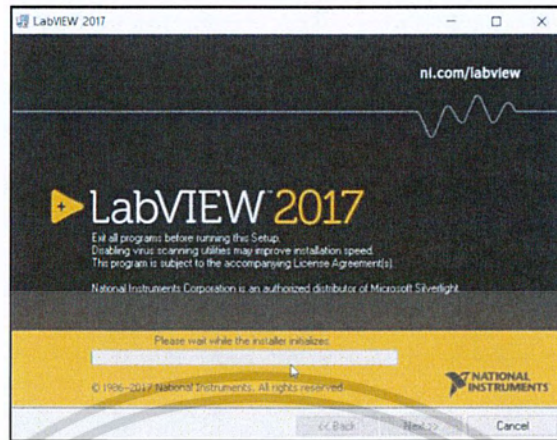 LabVIEW 2017
ni.com/labview
LabVIEW™ 2017
Exit all programs before running this Setup.
Disabling virus scanning utilities may improve installation speed.
This program is subject to the accompanying License Agreement(s).
National Instruments Corporation is an authorized distributor of Microsoft Silverlight.
Please wait while the installer initializes
© 1986–2017 National Instruments. All rights reserved.
NATIONAL
INSTRUMENTS
<< Back Next >> Cancel